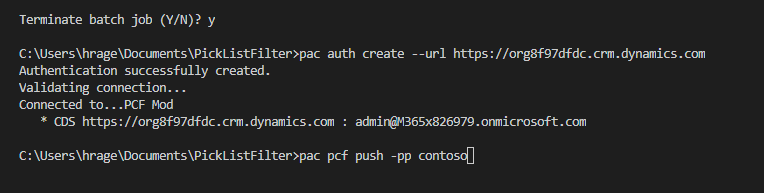 Terminate batch job (Y/N)? y
C:\Users\hrage\Documents\PickListFilter>pac auth create --url https://org8f97dfdc.crm.dynamics.com
Authentication successfully created.
Validating connection...
Connected to...PCF Mod
* CDS https://org8f97dfdc.crm.dynamics.com : admin@M365x826979.onmicrosoft.com
C:\Users\hrage\Documents\PickListFilter>pac pcf push -pp contoso